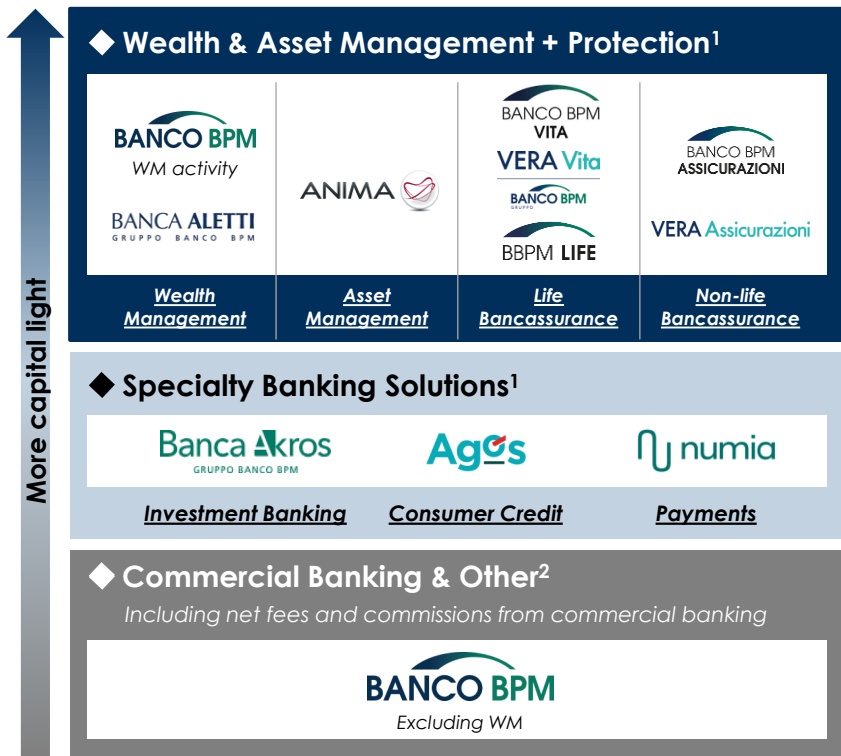 More capital light
◆ Wealth & Asset Management + Protection¹
BANCO BPM
WM activity
BANCA ALETTI
GRUPPO BANCO BPM
Wealth
Management
ANIMA
Asset
Management
BANCO BPM
VITA
VERA Vita
BANCO BPM
GRUPPO
BBPM LIFE
Life
Bancassurance
BANCO BPM
ASSICURAZIONI
VERA Assicurazioni
Non-life
Bancassurance
◆ Specialty Banking Solutions¹
Banca Akros
GRUPPO BANCO BPM
Investment Banking
Agos
Consumer Credit
numia
Payments
◆ Commercial Banking & Other²
Including net fees and commissions from commercial banking
BANCO BPM
Excluding WM